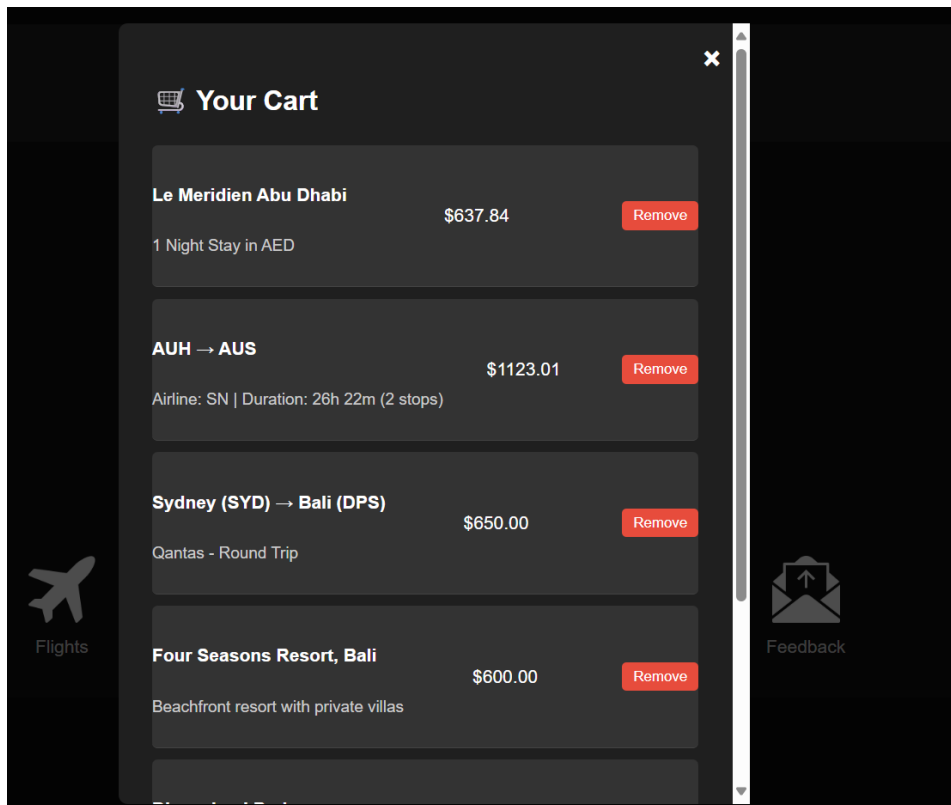 Your Cart
×
Le Meridien Abu Dhabi
$637.84
Remove
1 Night Stay in AED
AUH → AUS
$1123.01
Remove
Airline: SN | Duration: 26h 22m (2 stops)
Sydney (SYD) → Bali (DPS)
$650.00
Remove
Qantas - Round Trip
Flights
Feedback
Four Seasons Resort, Bali
$600.00
Remove
Beachfront resort with private villas